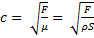 c = √(F/μ) = √(F/ρS)